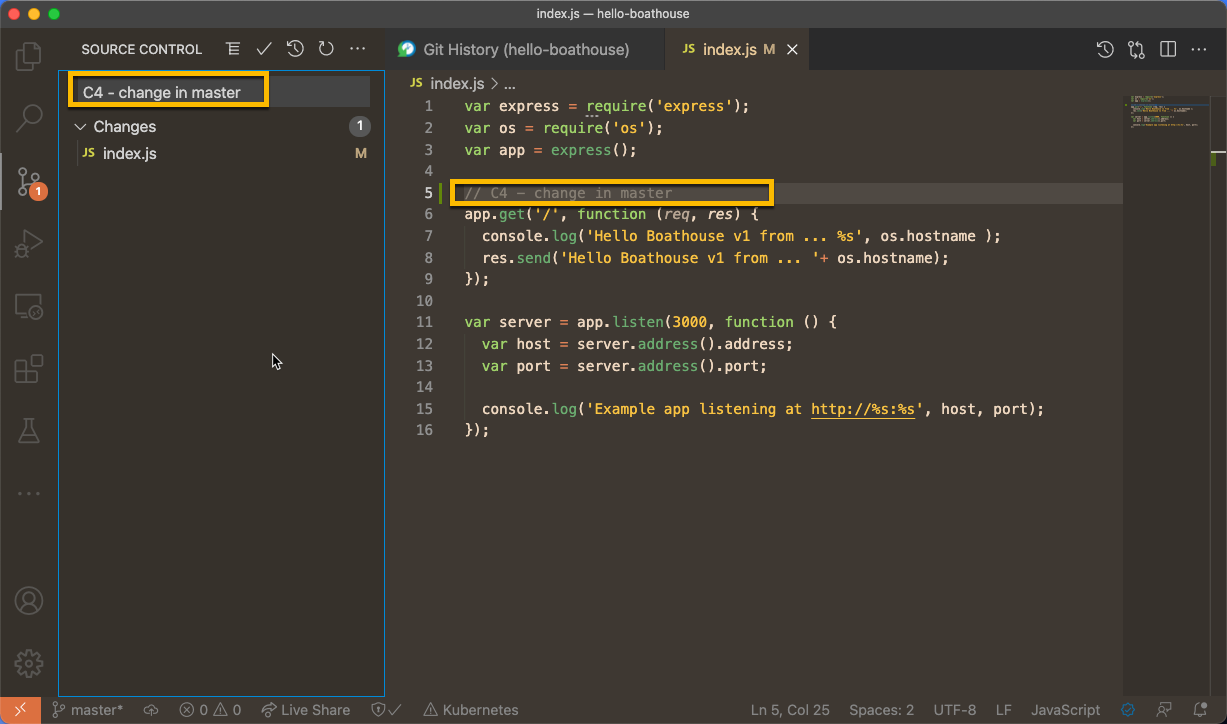 index.js — hello-boathouse
SOURCE CONTROL
C4 - change in master
Changes 1
JS index.js M
1
Git History (hello-boathouse)
JS index.js M
JS index.js > ...
1 var express = require('express');
2 var os = require('os');
3 var app = express();
4
5 // C4 - change in master
6 app.get('/', function (req, res) {
7 console.log('Hello Boathouse v1 from ... %s', os.hostname );
8 res.send('Hello Boathouse v1 from ... '+ os.hostname);
9 });
10
11 var server = app.listen(3000, function () {
12 var host = server.address().address;
13 var port = server.address().port;
14
15 console.log('Example app listening at http://%s:%s', host, port);
16 });
master* 0 0 Live Share Kubernetes Ln 5, Col 25 Spaces: 2 UTF-8 LF JavaScript